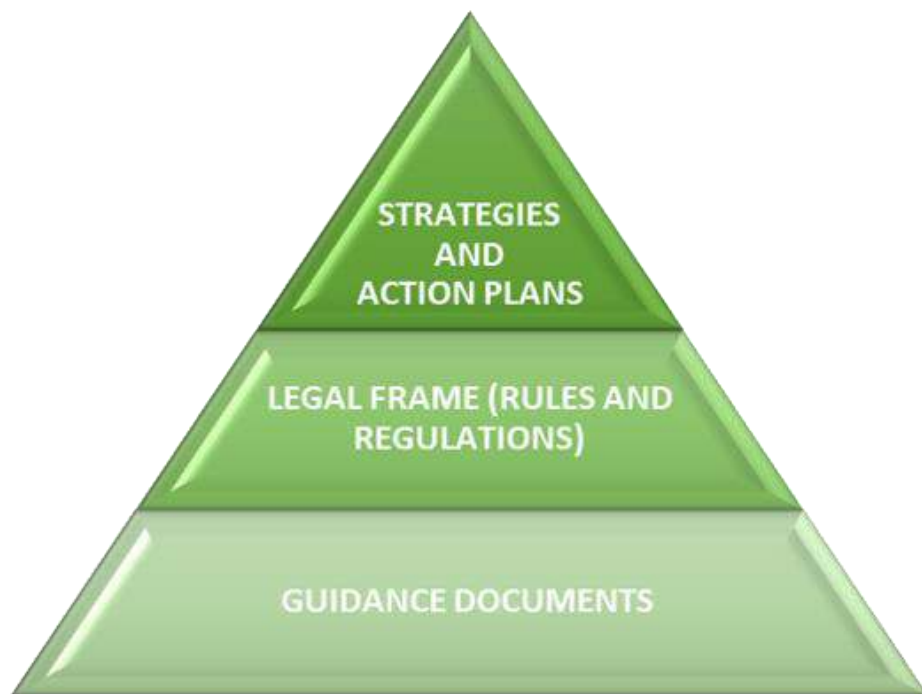 STRATEGIES
AND
ACTION PLANS
LEGAL FRAME (RULES AND
REGULATIONS)
GUIDANCE DOCUMENTS